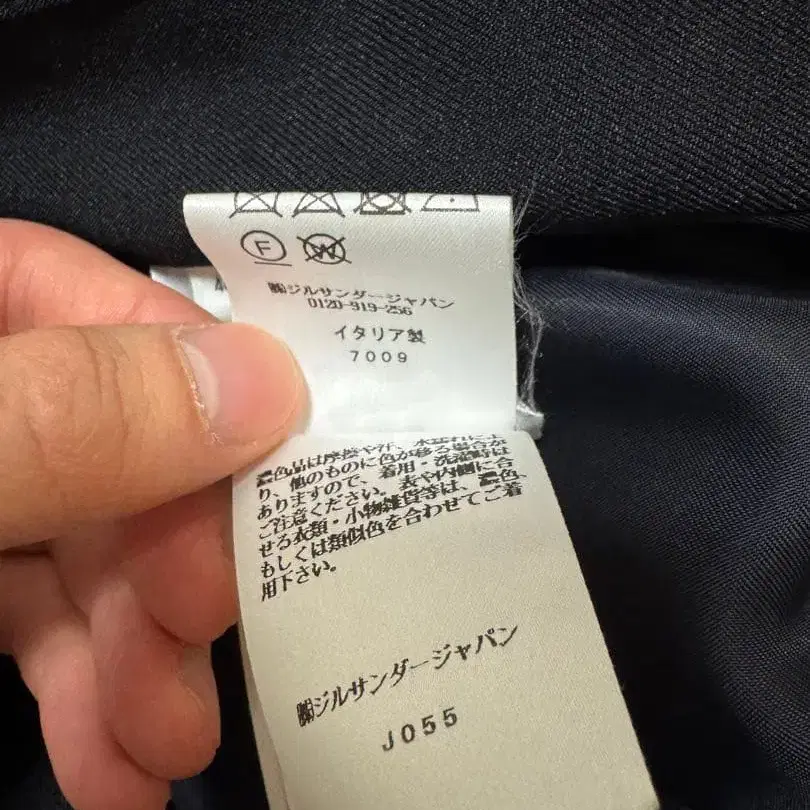 F
W
㈱ジルサンダージャパン
0120-919-256
イタリア製
7009
濃色品は摩擦や汗、水ぬれによ
り、他のものに色が移る場合が
ありますので、着用・洗濯時は
ご注意ください。表や内側に合
せる衣類・小物雑貨等は、濃色
もしくは類似色を合わせてご着
用下さい。
㈱ジルサンダージャパン
J055